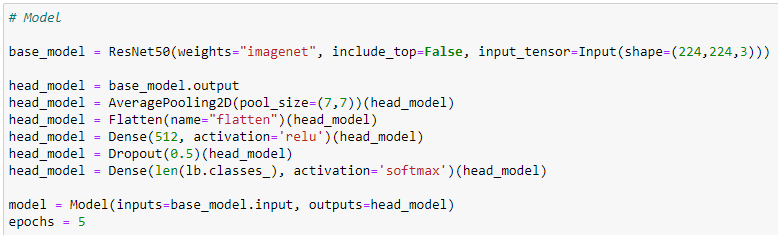 # Model
base_model = ResNet50(weights="imagenet", include_top=False, input_tensor=Input(shape=(224,224,3)))
head_model = base_model.output
head_model = AveragePooling2D(pool_size=(7,7))(head_model)
head_model = Flatten(name="flatten")(head_model)
head_model = Dense(512, activation='relu')(head_model)
head_model = Dropout(0.5)(head_model)
head_model = Dense(len(lb.classes_), activation='softmax')(head_model)
model = Model(inputs=base_model.input, outputs=head_model)
epochs = 5